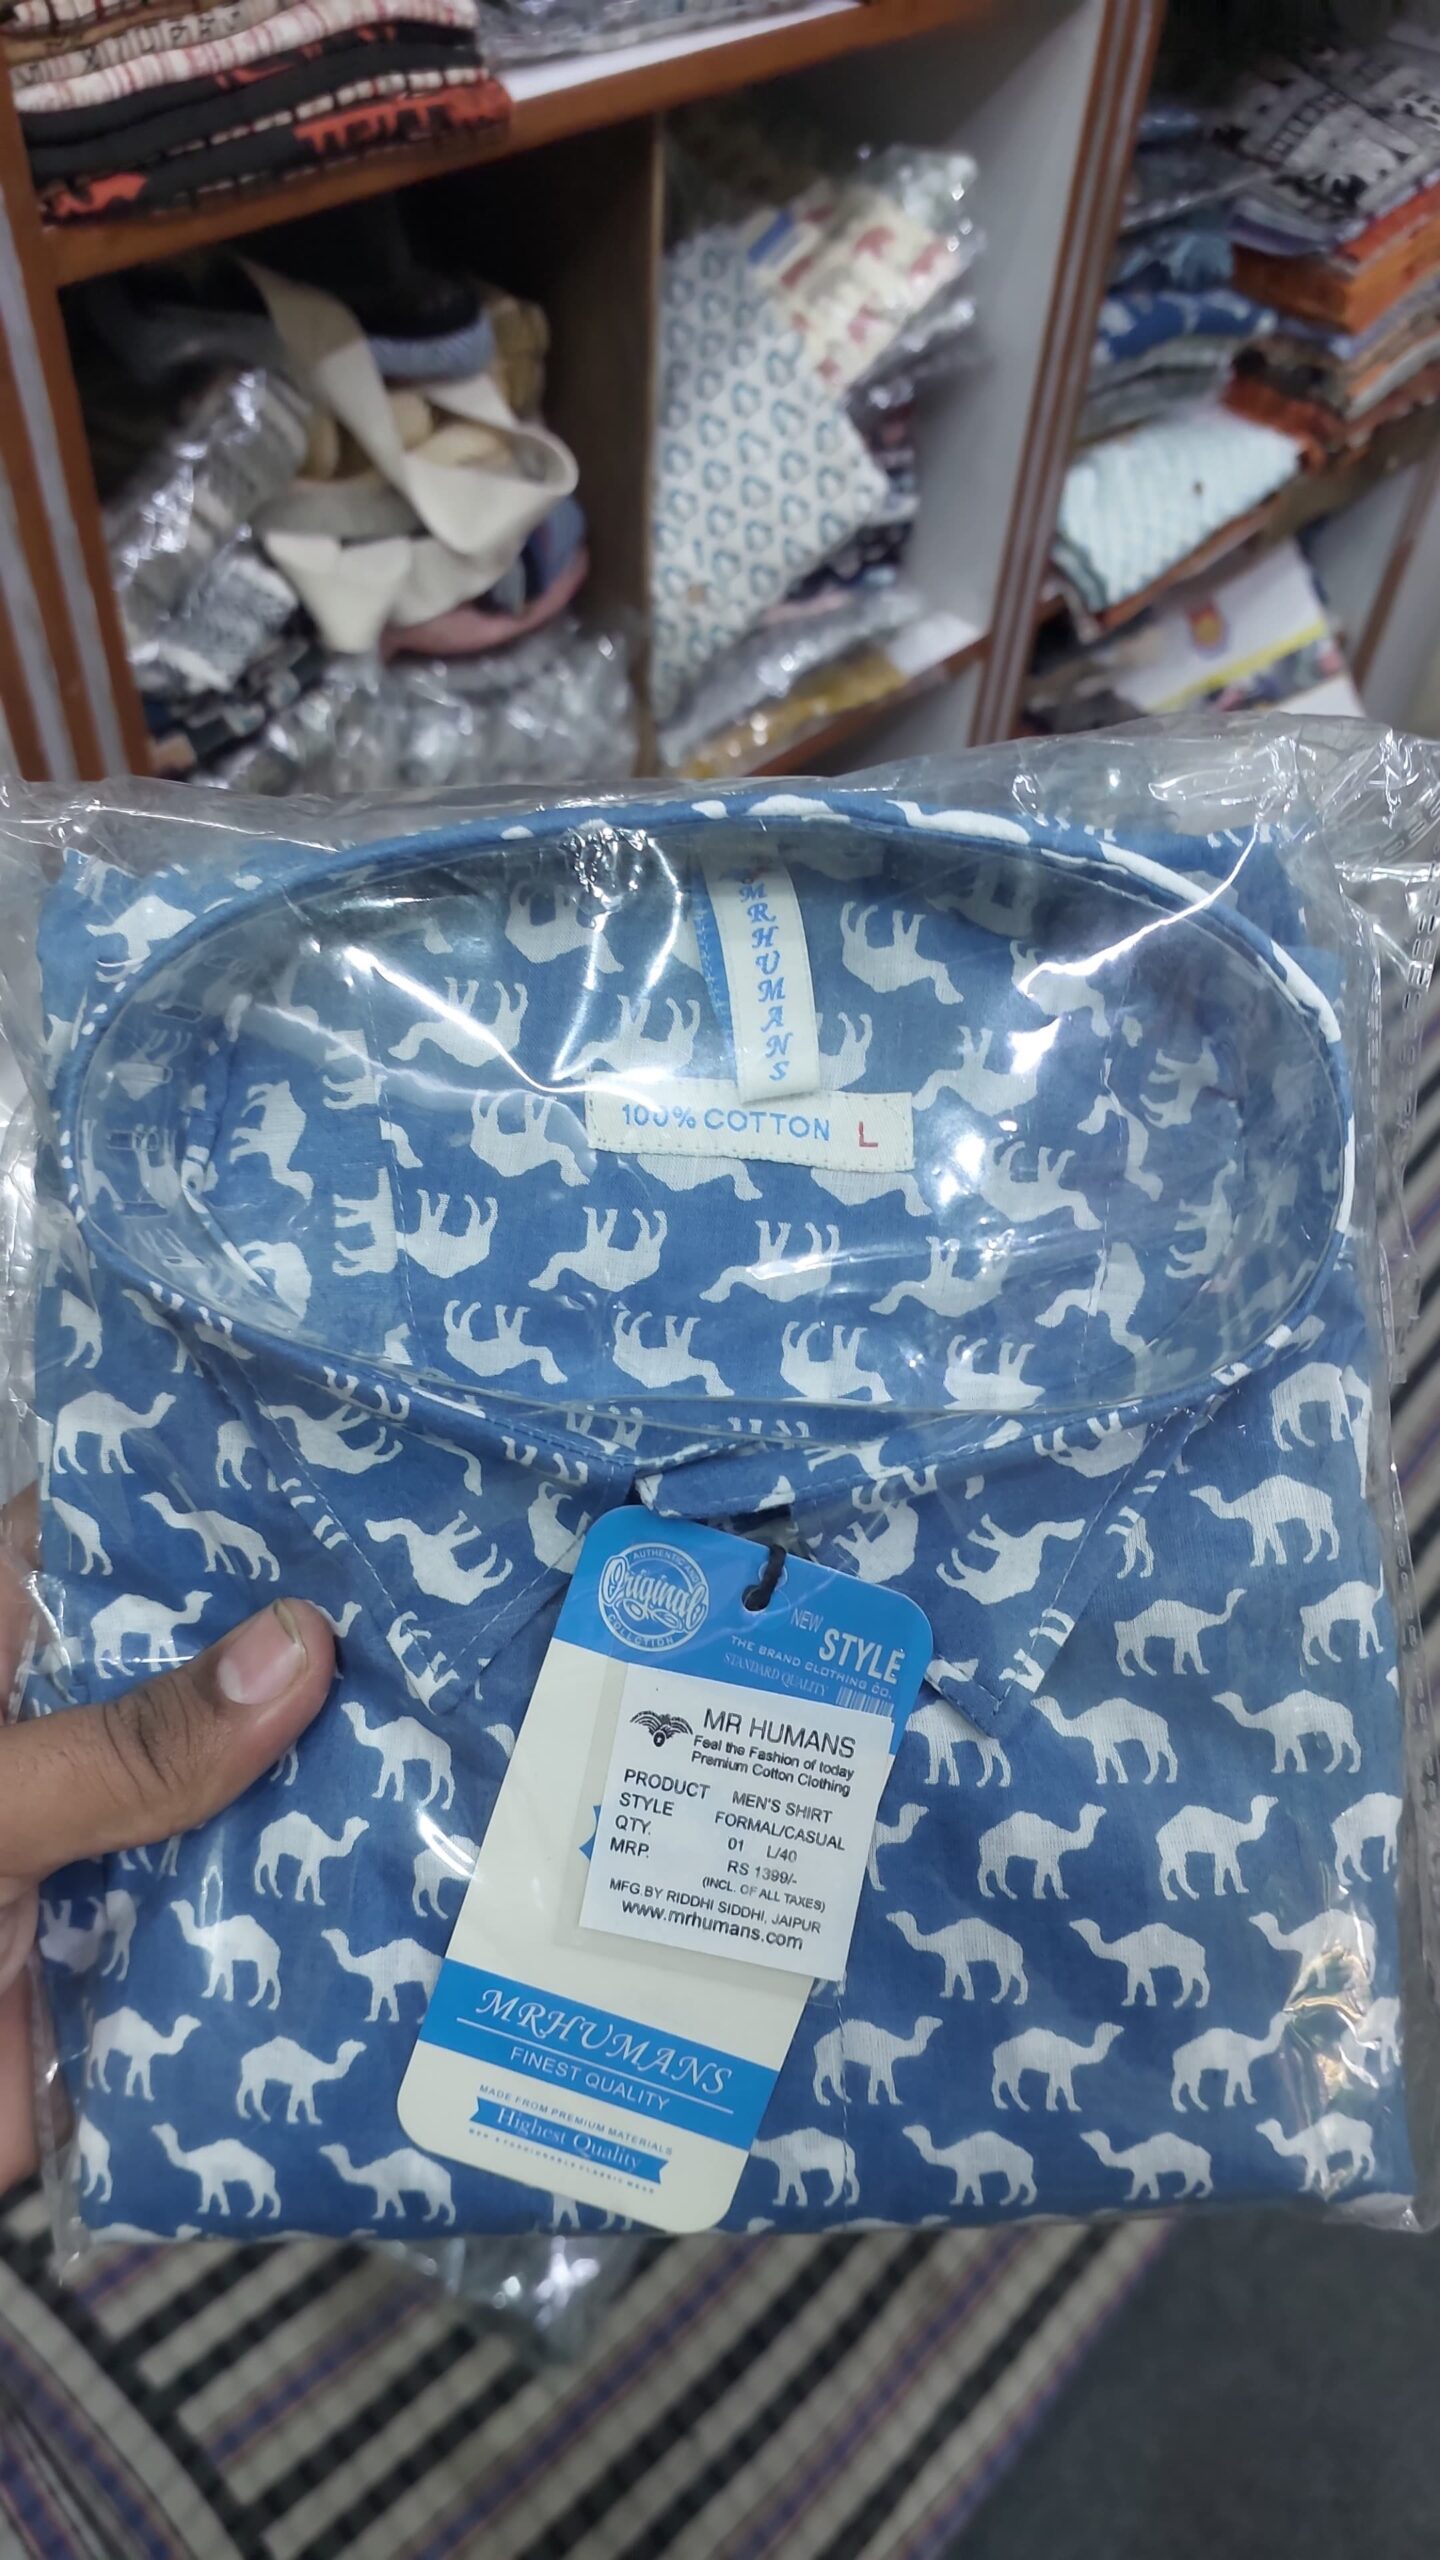 MRHUMANS
100% COTTON L
AUTHENTIC AND
Original
COLLCTION
NEW
STYLE
THE BRAND CLOTHING CO.
STANDARD QUALITY
MR HUMANS
Feel the Fashion of today
Premium Cotton Clothing
PRODUCT MEN'S SHIRT
STYLE FORMAL/CASUAL
QTY. 01 L/40
MRP. RS 1399/-
(INCL. OF ALL TAXES)
MFG.BY RIDDHI SIDDHI, JAIPUR
www.mrhumans.com
MRHUMANS
FINEST QUALITY
MADE FROM PREMIUM MATERIALS
Highest Quality